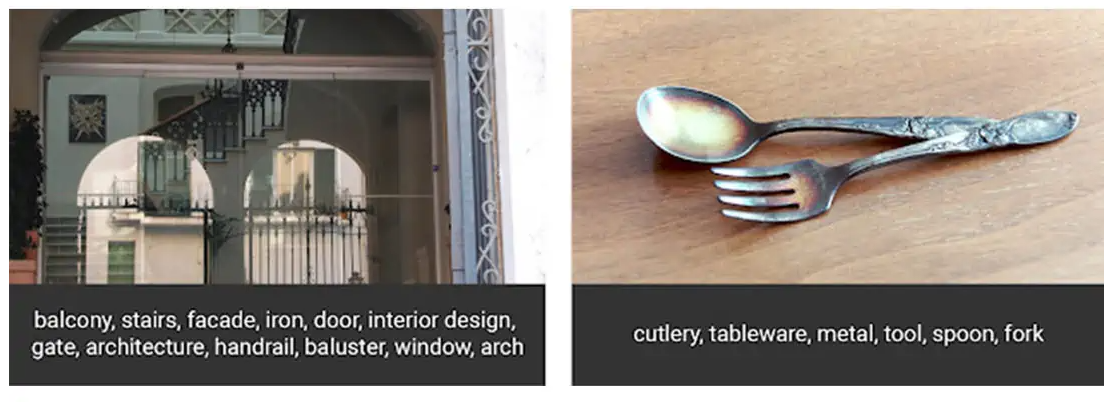 balcony, stairs, facade, iron, door, interior design,
gate, architecture, handrail, baluster, window, arch
cutlery, tableware, metal, tool, spoon, fork